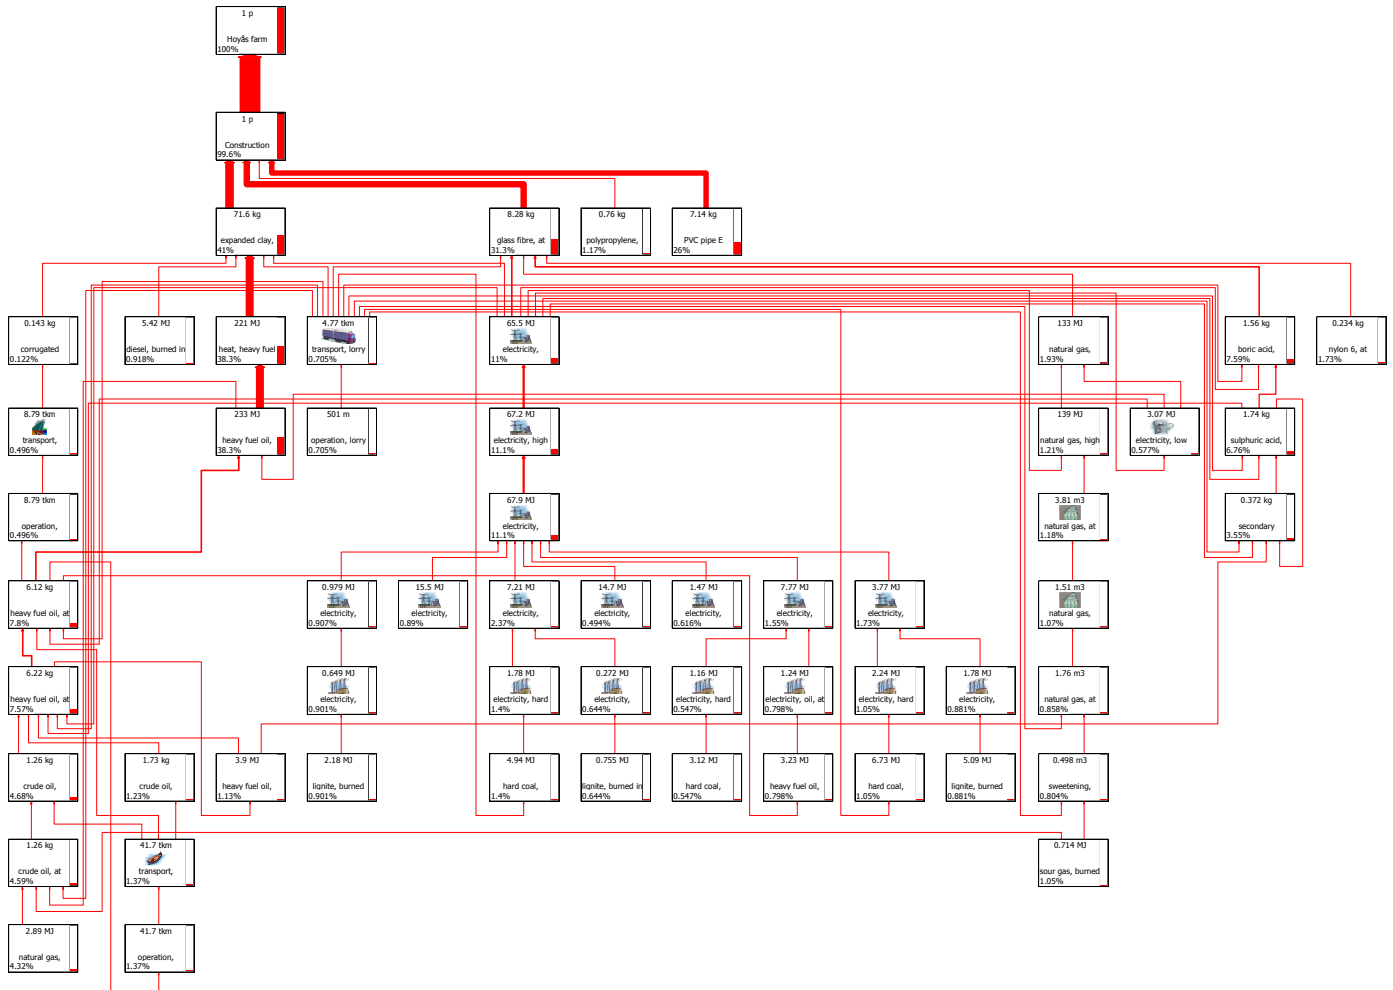 1 p
Hoyås farm
100%
1 p
Construction
99.6%
71.6 kg
expanded clay,
41%
8.28 kg
glass fibre, at
31.3%
0.76 kg
polypropylene,
1.17%
7.14 kg
PVC pipe E
26%
0.143 kg
corrugated
0.122%
5.42 MJ
diesel, burned in
0.918%
221 MJ
heat, heavy fuel
38.3%
4.77 tkm
transport, lorry
0.705%
65.5 MJ
electricity,
11%
133 MJ
natural gas,
1.93%
1.56 kg
boric acid,
7.59%
0.234 kg
nylon 6, at
1.73%
8.79 tkm
transport,
0.496%
233 MJ
heavy fuel oil,
38.3%
501 m
operation, lorry
0.705%
67.2 MJ
electricity, high
11.1%
139 MJ
natural gas, high
1.21%
3.07 MJ
electricity, low
0.577%
1.74 kg
sulphuric acid,
6.76%
8.79 tkm
operation,
0.496%
67.9 MJ
electricity,
11.1%
3.81 m3
natural gas, at
1.18%
0.372 kg
secondary
3.55%
6.12 kg
heavy fuel oil, at
7.8%
0.979 MJ
electricity,
0.907%
15.5 MJ
electricity,
0.89%
7.21 MJ
electricity,
2.37%
14.7 MJ
electricity,
0.494%
1.47 MJ
electricity,
0.616%
7.77 MJ
electricity,
1.55%
3.77 MJ
electricity,
1.73%
1.51 m3
natural gas,
1.07%
6.22 kg
heavy fuel oil, at
7.57%
0.649 MJ
electricity,
0.901%
1.78 MJ
electricity, hard
1.4%
0.272 MJ
electricity,
0.644%
1.16 MJ
electricity, hard
0.547%
1.24 MJ
electricity, oil, at
0.798%
2.24 MJ
electricity, hard
1.05%
1.78 MJ
electricity,
0.881%
1.76 m3
natural gas, at
0.858%
1.26 kg
crude oil,
4.68%
1.73 kg
crude oil,
1.23%
3.9 MJ
heavy fuel oil,
1.13%
2.18 MJ
lignite, burned
0.901%
4.94 MJ
hard coal,
1.4%
0.755 MJ
lignite, burned in
0.644%
3.12 MJ
hard coal,
0.547%
3.23 MJ
heavy fuel oil,
0.798%
6.73 MJ
hard coal,
1.05%
5.09 MJ
lignite, burned
0.881%
0.498 m3
sweetening,
0.804%
1.26 kg
crude oil, at
4.59%
41.7 tkm
transport,
1.37%
0.714 MJ
sour gas, burned
1.05%
2.89 MJ
natural gas,
4.32%
41.7 tkm
operation,
1.37%